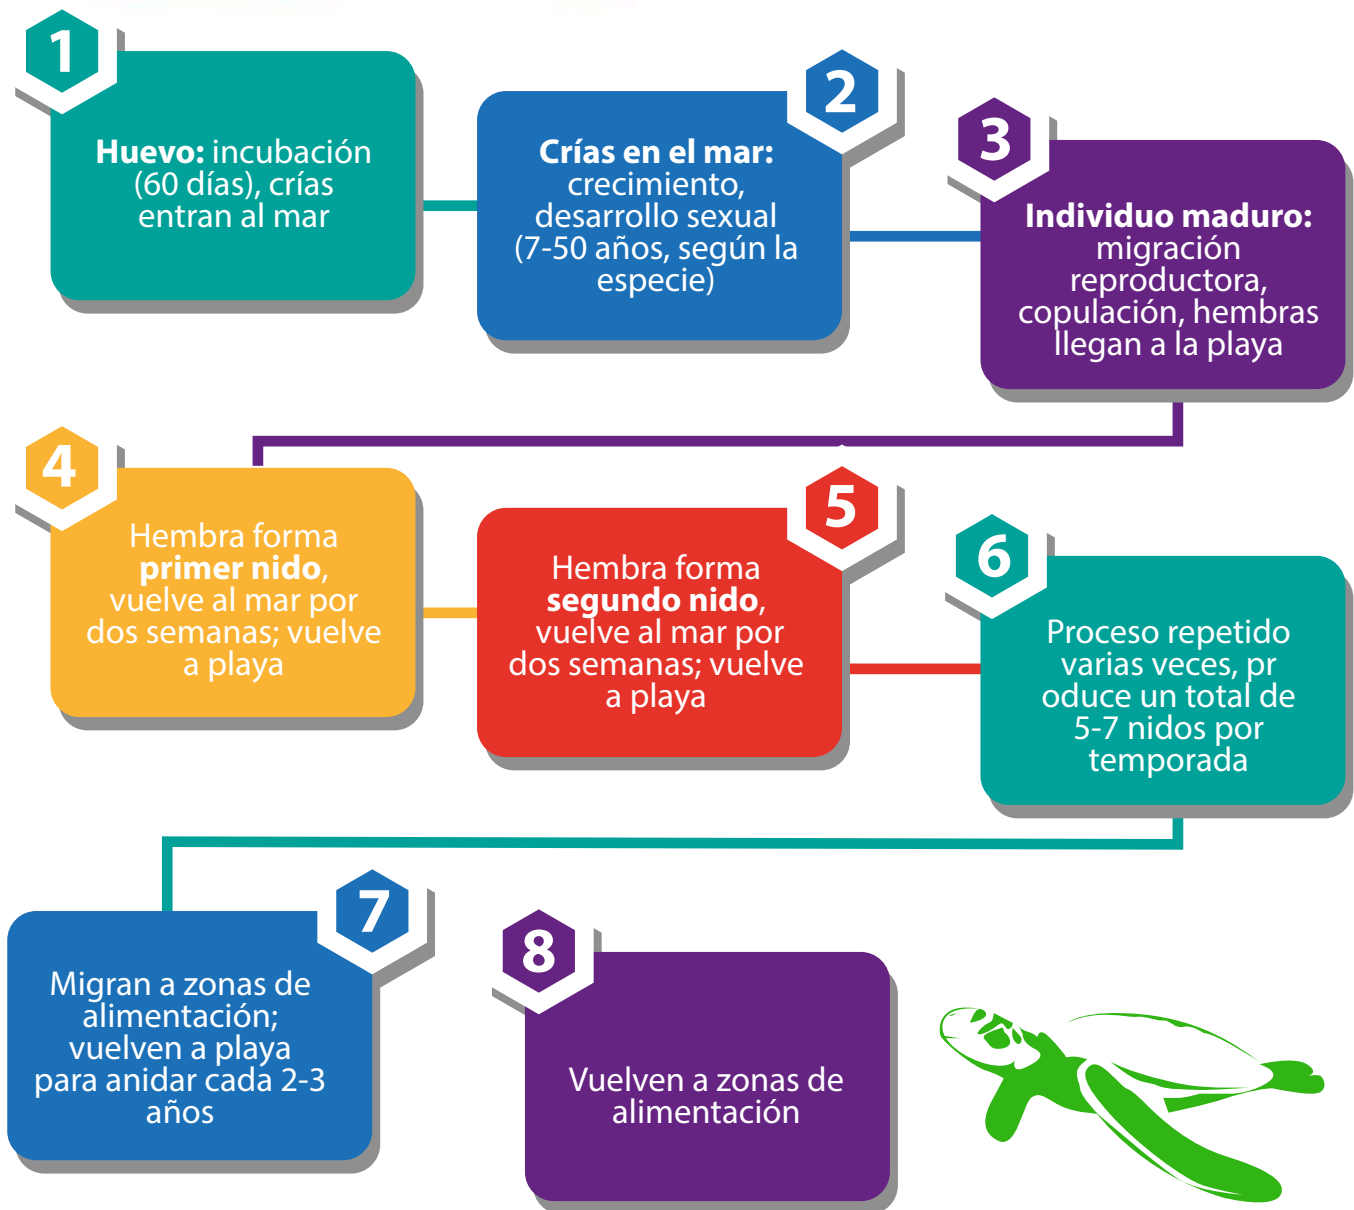 1
Huevo: incubación
(60 días), crías
entran al mar
2
Crías en el mar:
crecimiento,
desarrollo sexual
(7-50 años, según la
especie)
3
Individuo maduro:
migración
reproductora,
copulación, hembras
llegan a la playa
4
Hembra forma
primer nido,
vuelve al mar por
dos semanas; vuelve
a playa
5
Hembra forma
segundo nido,
vuelve al mar por
dos semanas; vuelve
a playa
6
Proceso repetido
varias veces, pr
oduce un total de
5-7 nidos por
temporada
7
Migran a zonas de
alimentación;
vuelven a playa
para anidar cada 2-3
años
8
Vuelven a zonas de
alimentación